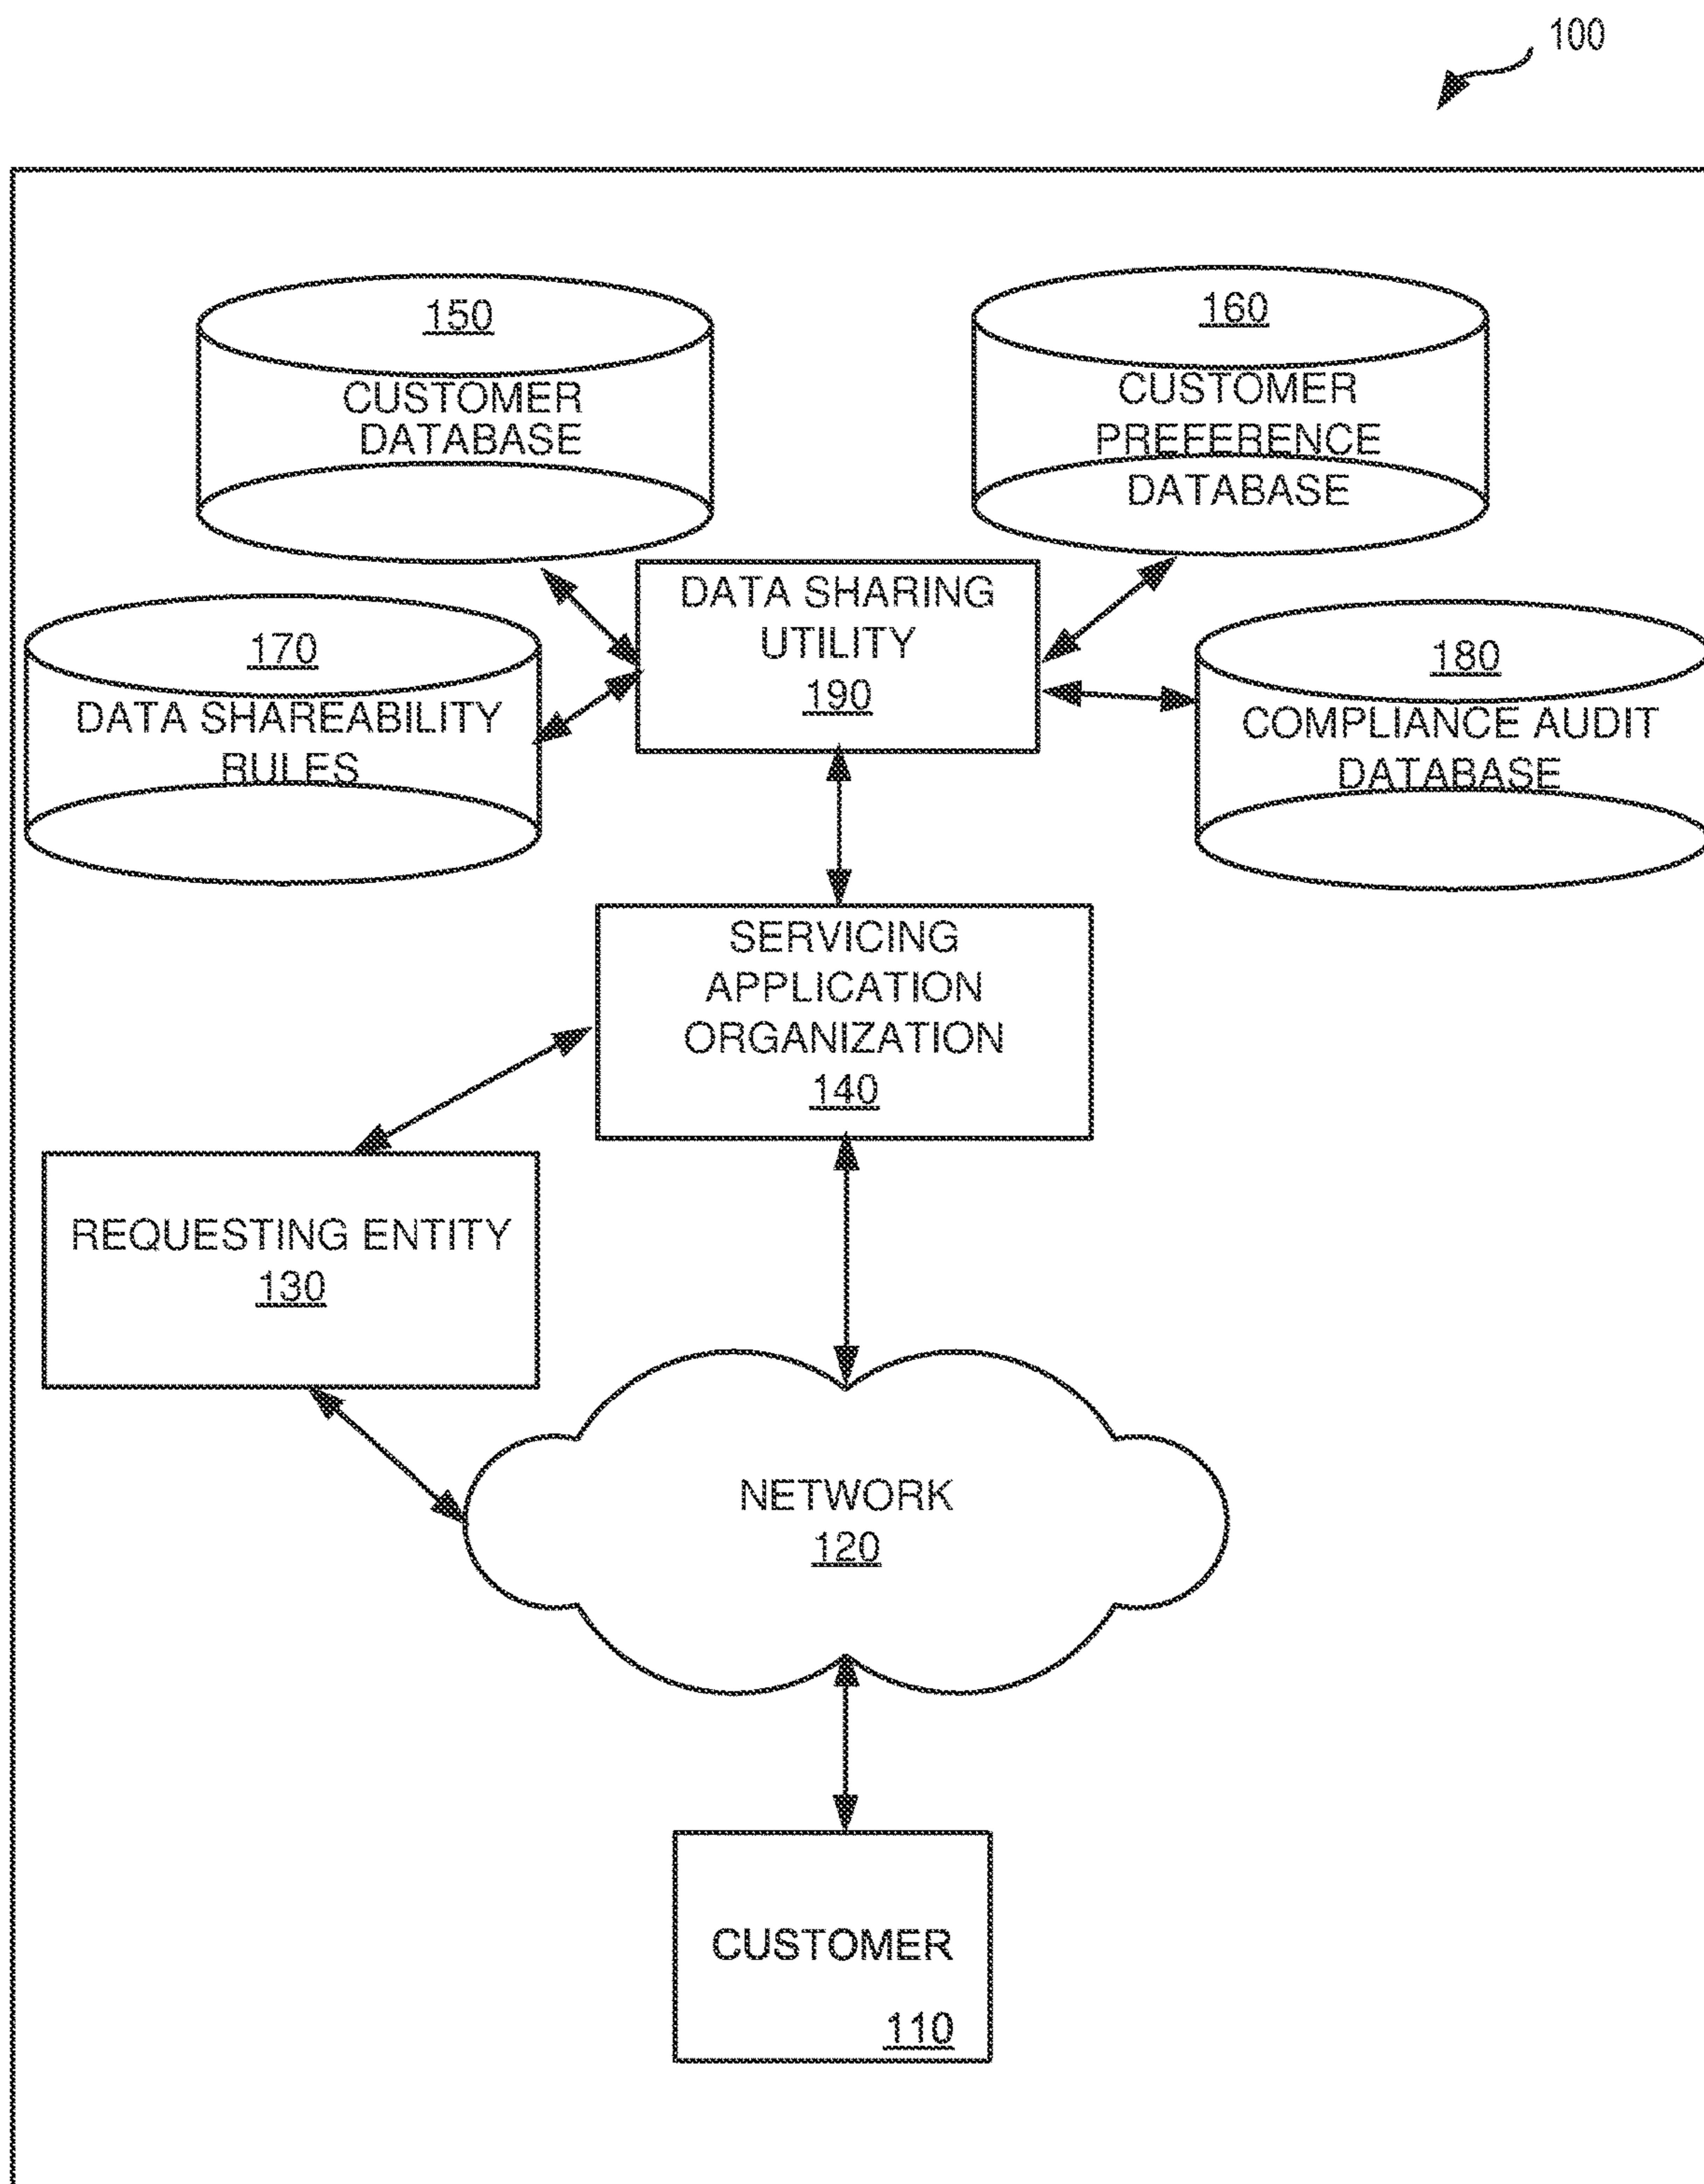 100
150
CUSTOMER
DATABASE
160
CUSTOMER
PREFERENCE
DATABASE
DATA SHARING
UTILITY
190
170
DATA SHAREABILITY
RULES
180
COMPLIANCE AUDIT
DATABASE
SERVICING
APPLICATION
ORGANIZATION
140
REQUESTING ENTITY
130
NETWORK
120
CUSTOMER
110